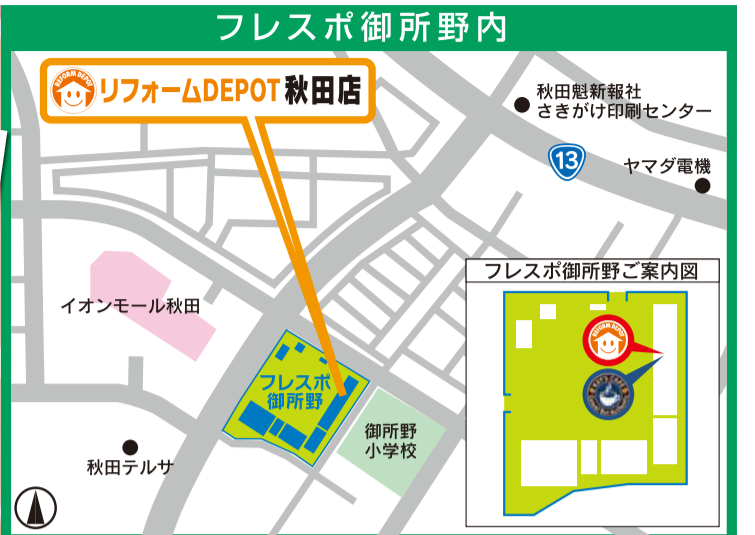 フレスポ御所野内
REFORM DEPOT
リフォームDEPOT 秋田店
秋田魁新報社
さきがけ印刷センター
13
ヤマダ電機
イオンモール秋田
フレスポ
御所野
御所野
小学校
秋田テルサ
フレスポ御所野ご案内図
REFORM DEPOT